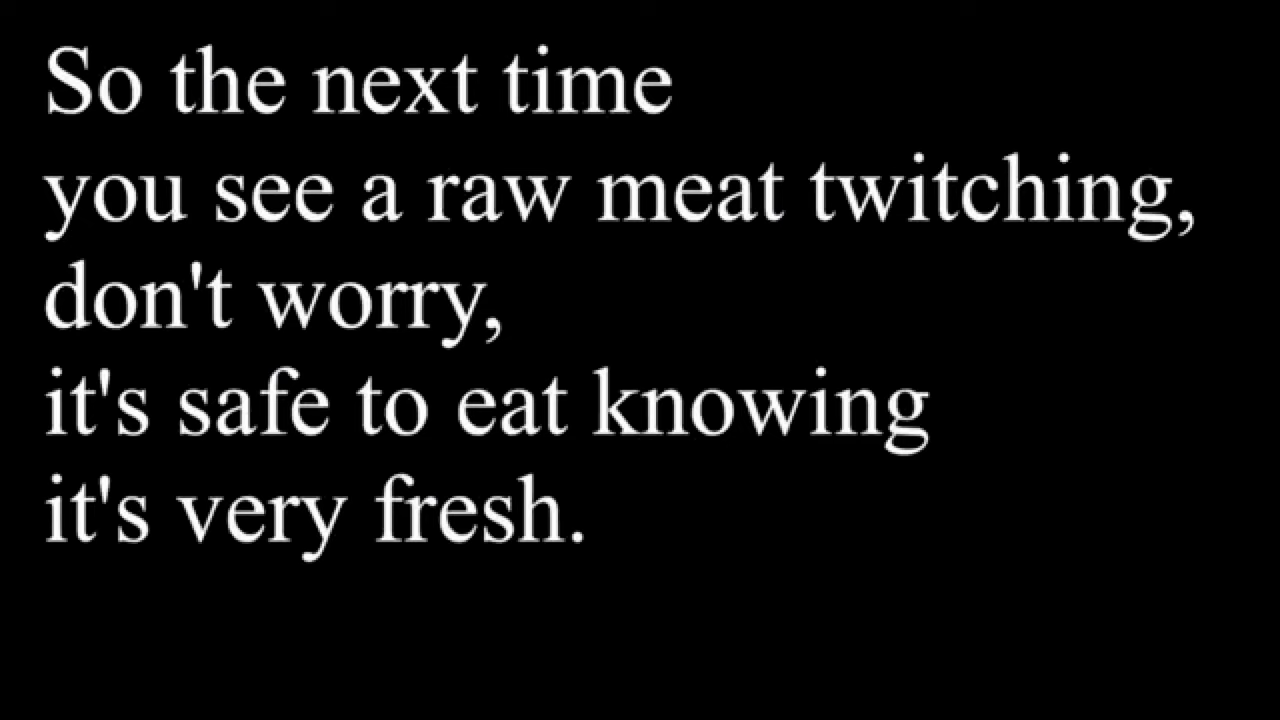 So the next time
you see a raw meat twitching,
don't worry,
it's safe to eat knowing
it's very fresh.